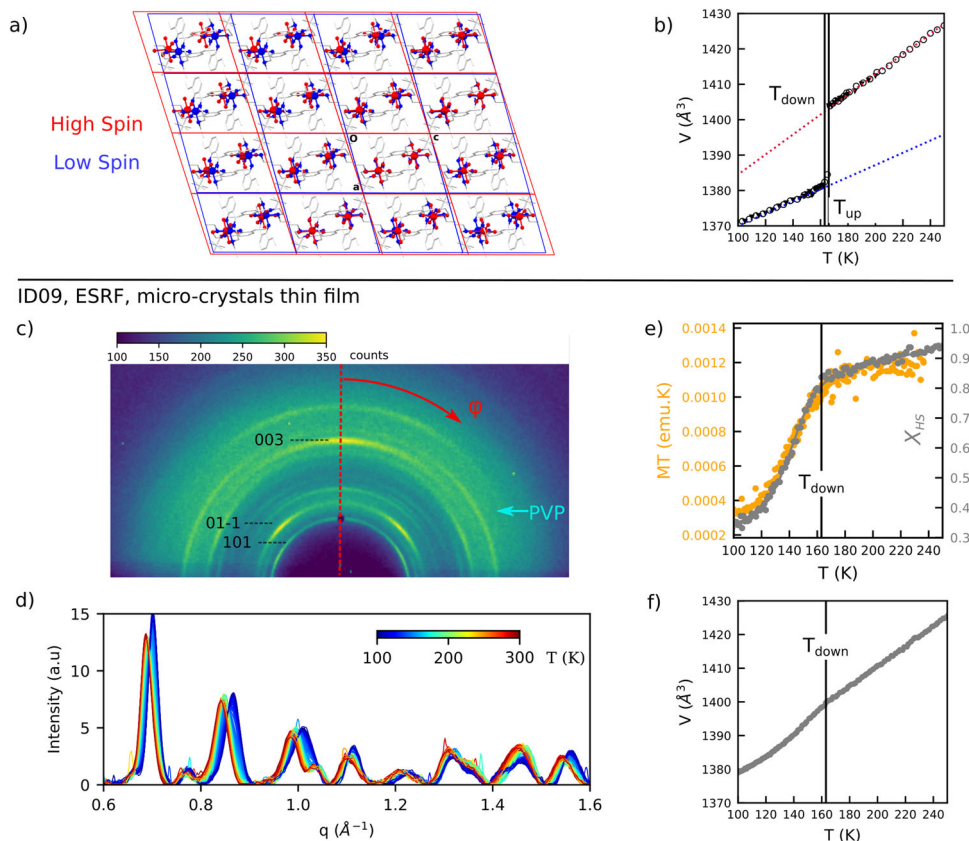 a)
High Spin
Low Spin
O
a
c
b)
V (Å³)
1430
1420
1410
1400
1390
1380
1370
T down
T up
100 120 140 160 180 200 220 240
T (K)
ID09, ESRF, micro-crystals thin film
c)
100 150 200 250 300 350
counts
φ
003
01-1
101
PVP
d)
Intensity (a.u)
15
10
5
0
100 200 300 T (K)
0.6 0.8 1.0 1.2 1.4 1.6
q (Å⁻¹)
e)
MT (emu.K)
0.0014
0.0012
0.0010
0.0008
0.0006
0.0004
0.0002
T down
1.0
0.9
0.8
0.7
0.6
0.5
0.4
0.3
X HS
100 120 140 160 180 200 220 240
T (K)
f)
V (Å³)
1430
1420
1410
1400
1390
1380
1370
T down
100 120 140 160 180 200 220 240
T (K)